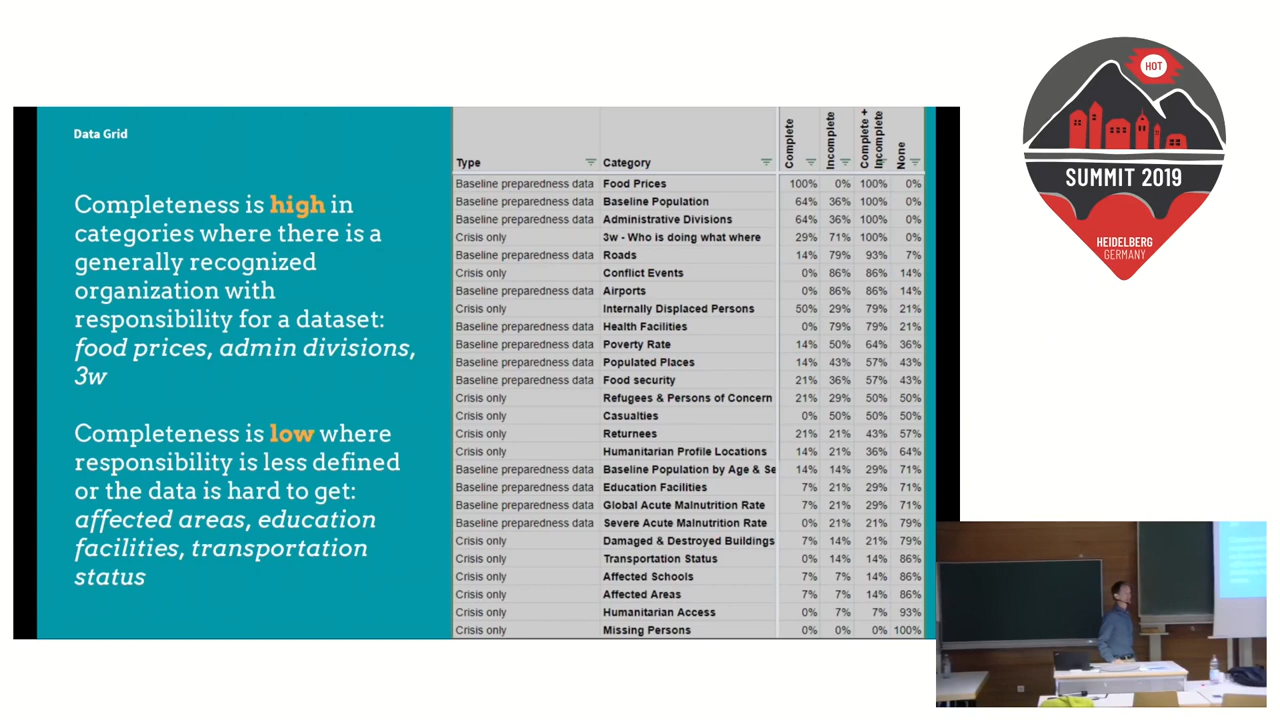 Data Grid
Completeness is high in
categories where there is a
generally recognized
organization with
responsibility for a dataset:
food prices, admin divisions,
3w
Completeness is low where
responsibility is less defined
or the data is hard to get:
affected areas, education
facilities, transportation
status
Type Category Complete Incomplete Complete + Incomplete None
Baseline preparedness data Food Prices 100% 0% 100% 0%
Baseline preparedness data Baseline Population 64% 36% 100% 0%
Baseline preparedness data Administrative Divisions 64% 36% 100% 0%
Crisis only 3w - Who is doing what where 29% 71% 100% 0%
Baseline preparedness data Roads 14% 79% 93% 7%
Crisis only Conflict Events 0% 86% 86% 14%
Baseline preparedness data Airports 0% 86% 86% 14%
Crisis only Internally Displaced Persons 50% 29% 79% 21%
Baseline preparedness data Health Facilities 0% 79% 79% 21%
Baseline preparedness data Poverty Rate 14% 50% 64% 36%
Baseline preparedness data Populated Places 14% 43% 57% 43%
Baseline preparedness data Food security 21% 36% 57% 43%
Crisis only Refugees & Persons of Concern 21% 29% 50% 50%
Crisis only Casualties 0% 50% 50% 50%
Crisis only Returnees 21% 21% 43% 57%
Crisis only Humanitarian Profile Locations 14% 21% 36% 64%
Baseline preparedness data Baseline Population by Age & Se 14% 14% 29% 71%
Baseline preparedness data Education Facilities 7% 21% 29% 71%
Baseline preparedness data Global Acute Malnutrition Rate 7% 21% 29% 71%
Baseline preparedness data Severe Acute Malnutrition Rate 0% 21% 21% 79%
Crisis only Damaged & Destroyed Buildings 7% 14% 21% 79%
Crisis only Transportation Status 0% 14% 14% 86%
Crisis only Affected Schools 7% 7% 14% 86%
Crisis only Affected Areas 7% 7% 14% 86%
Crisis only Humanitarian Access 0% 7% 7% 93%
Crisis only Missing Persons 0% 0% 0% 100%
HOT
SUMMIT 2019
HEIDELBERG
GERMANY